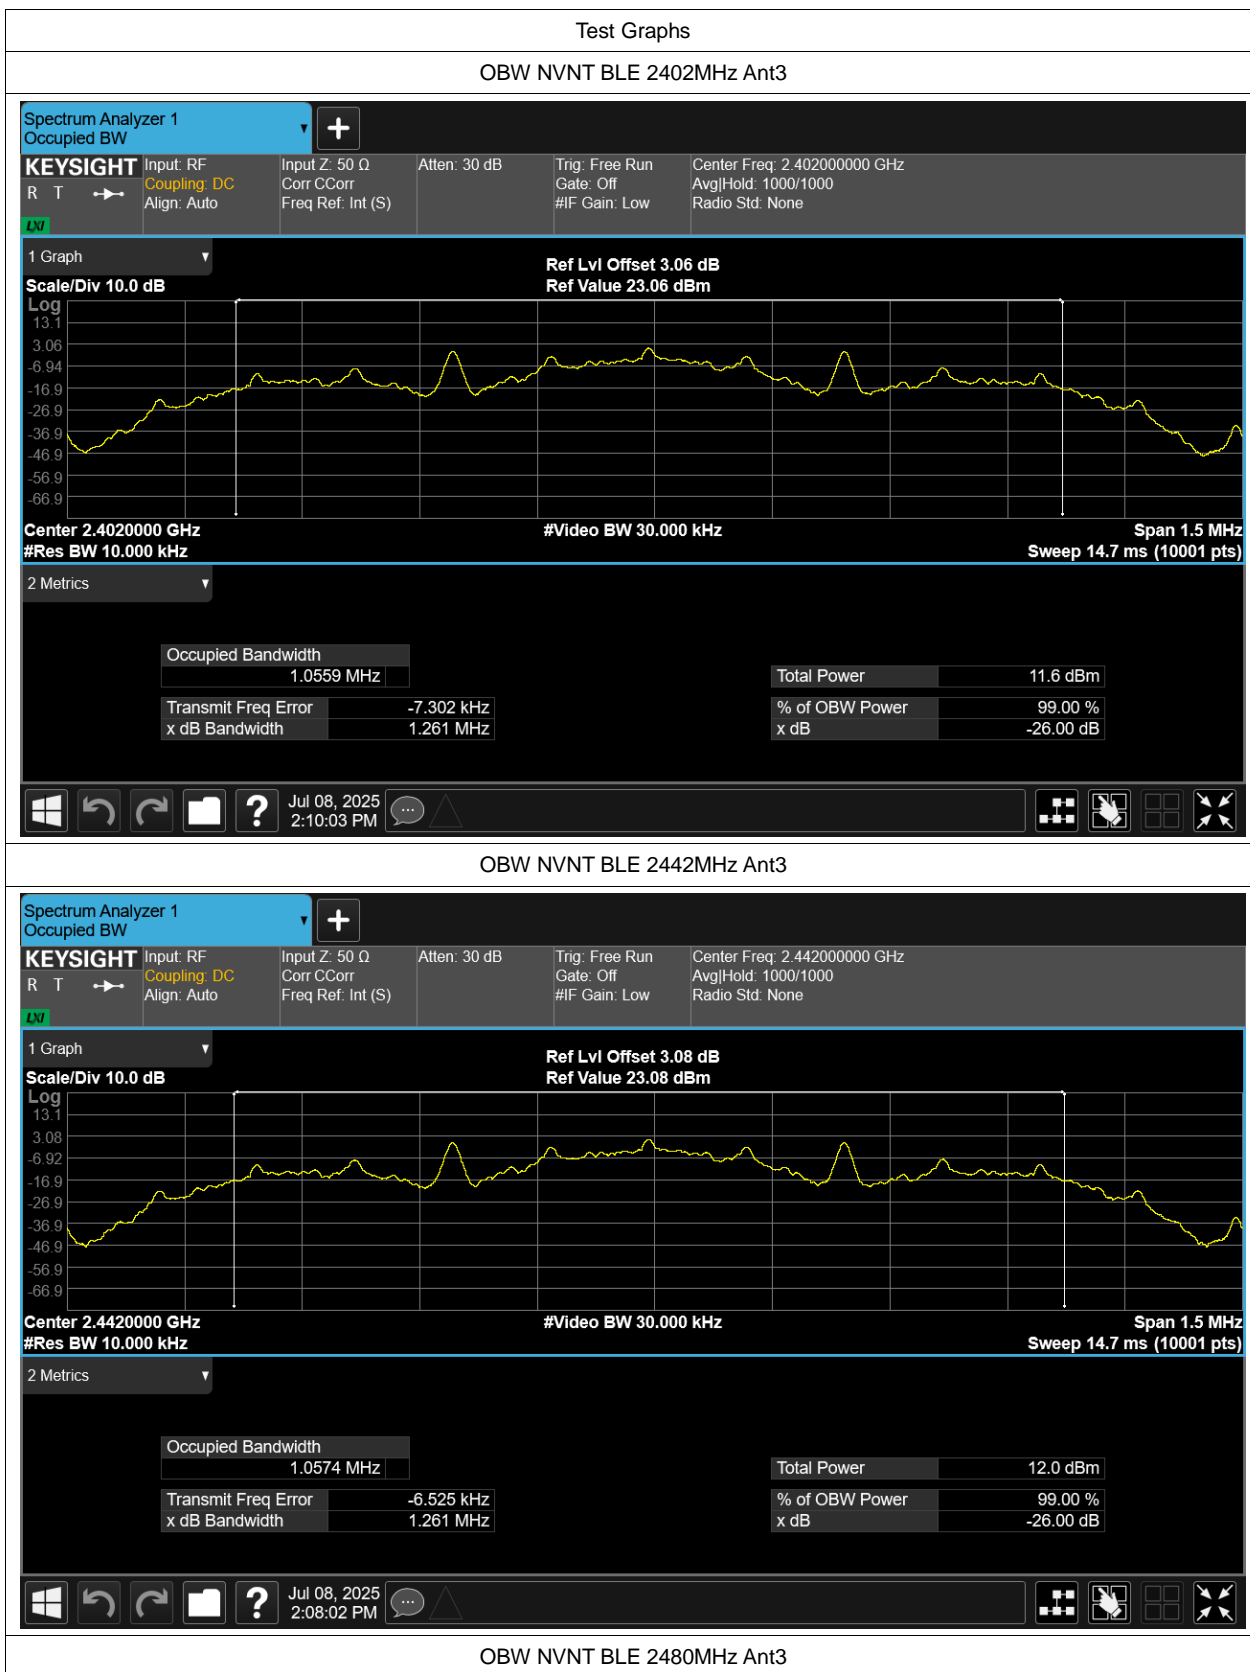 Test Graphs
OBW NVNT BLE 2402MHz Ant3
Spectrum Analyzer 1
Occupied BW
KEYSIGHT
R T
LXI
Input: RF
Coupling: DC
Align: Auto
Input Z: 50 Ω
Corr CCorr
Freq Ref: Int (S)
Atten: 30 dB
Trig: Free Run
Gate: Off
#IF Gain: Low
Center Freq: 2.402000000 GHz
Avg|Hold: 1000/1000
Radio Std: None
1 Graph
Scale/Div 10.0 dB
Ref Lvl Offset 3.06 dB
Ref Value 23.06 dBm
Log
13.1
3.06
-6.94
-16.9
-26.9
-36.9
-46.9
-56.9
-66.9
Center 2.4020000 GHz
#Video BW 30.000 kHz
Span 1.5 MHz
#Res BW 10.000 kHz
Sweep 14.7 ms (10001 pts)
2 Metrics
Occupied Bandwidth
1.0559 MHz
Total Power 11.6 dBm
Transmit Freq Error -7.302 kHz
% of OBW Power 99.00 %
x dB Bandwidth 1.261 MHz
x dB -26.00 dB
?
Jul 08, 2025
2:10:03 PM
OBW NVNT BLE 2442MHz Ant3
Spectrum Analyzer 1
Occupied BW
KEYSIGHT
R T
LXI
Input: RF
Coupling: DC
Align: Auto
Input Z: 50 Ω
Corr CCorr
Freq Ref: Int (S)
Atten: 30 dB
Trig: Free Run
Gate: Off
#IF Gain: Low
Center Freq: 2.442000000 GHz
Avg|Hold: 1000/1000
Radio Std: None
1 Graph
Scale/Div 10.0 dB
Ref Lvl Offset 3.08 dB
Ref Value 23.08 dBm
Log
13.1
3.08
-6.92
-16.9
-26.9
-36.9
-46.9
-56.9
-66.9
Center 2.4420000 GHz
#Video BW 30.000 kHz
Span 1.5 MHz
#Res BW 10.000 kHz
Sweep 14.7 ms (10001 pts)
2 Metrics
Occupied Bandwidth
1.0574 MHz
Total Power 12.0 dBm
Transmit Freq Error -6.525 kHz
% of OBW Power 99.00 %
x dB Bandwidth 1.261 MHz
x dB -26.00 dB
?
Jul 08, 2025
2:08:02 PM
OBW NVNT BLE 2480MHz Ant3